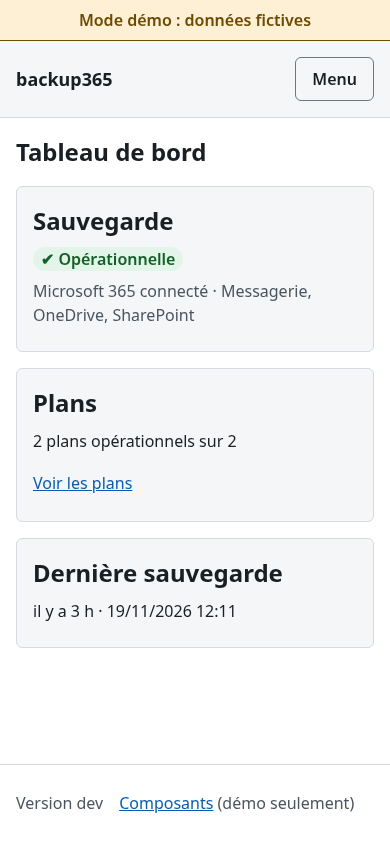 Mode démo : données fictives
backup365
Menu
Tableau de bord
Sauvegarde
✔ Opérationnelle
Microsoft 365 connecté · Messagerie,
OneDrive, SharePoint
Plans
2 plans opérationnels sur 2
Voir les plans
Dernière sauvegarde
il y a 3 h · 19/11/2026 12:11
Version dev Composants (démo seulement)